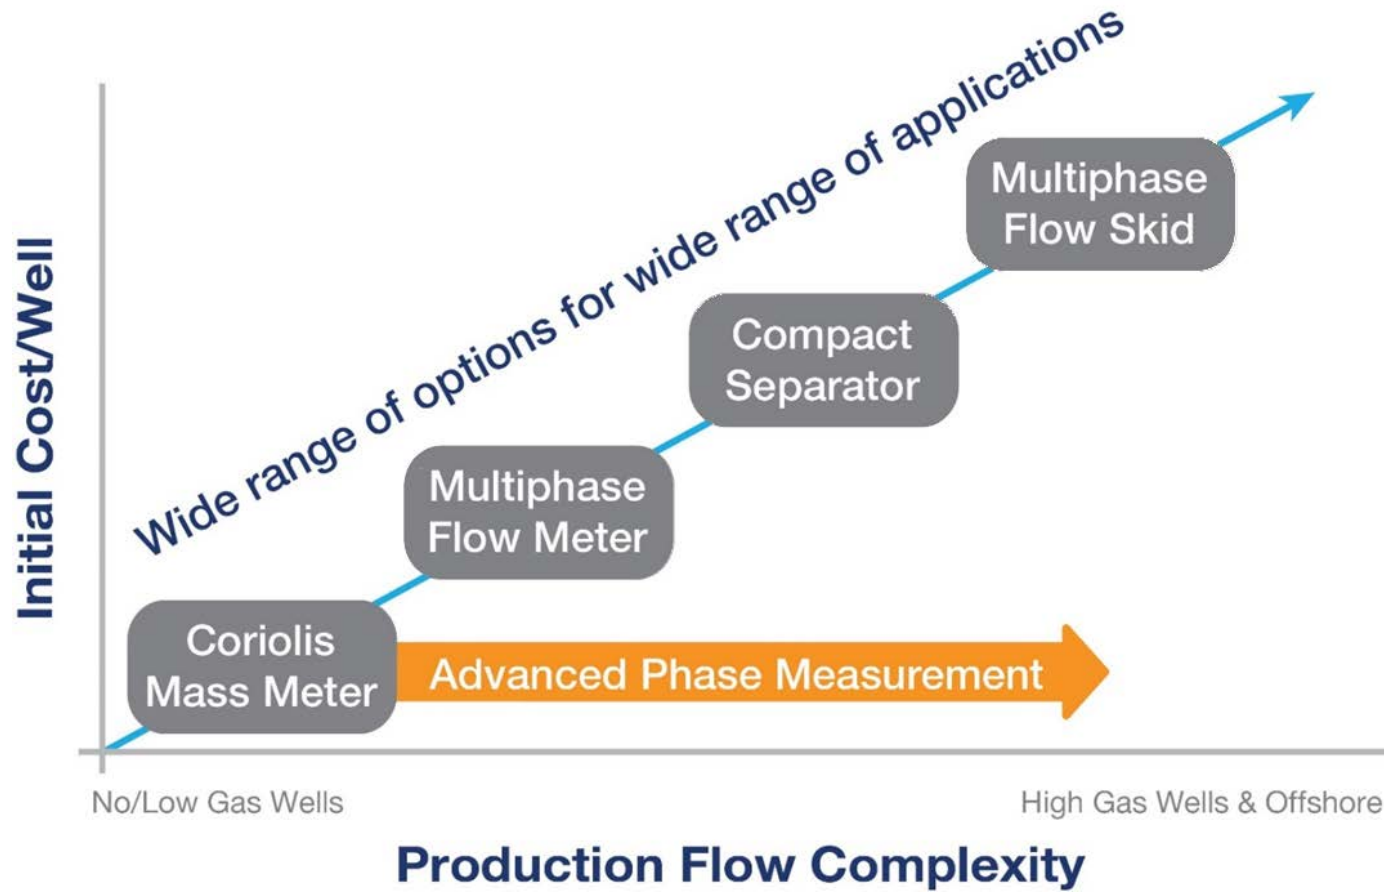 Wide range of options for wide range of applications
Initial Cost/Well
Multiphase
Flow Skid
Compact
Separator
Multiphase
Flow Meter
Coriolis
Mass Meter
Advanced Phase Measurement
No/Low Gas Wells
High Gas Wells & Offshore
Production Flow Complexity